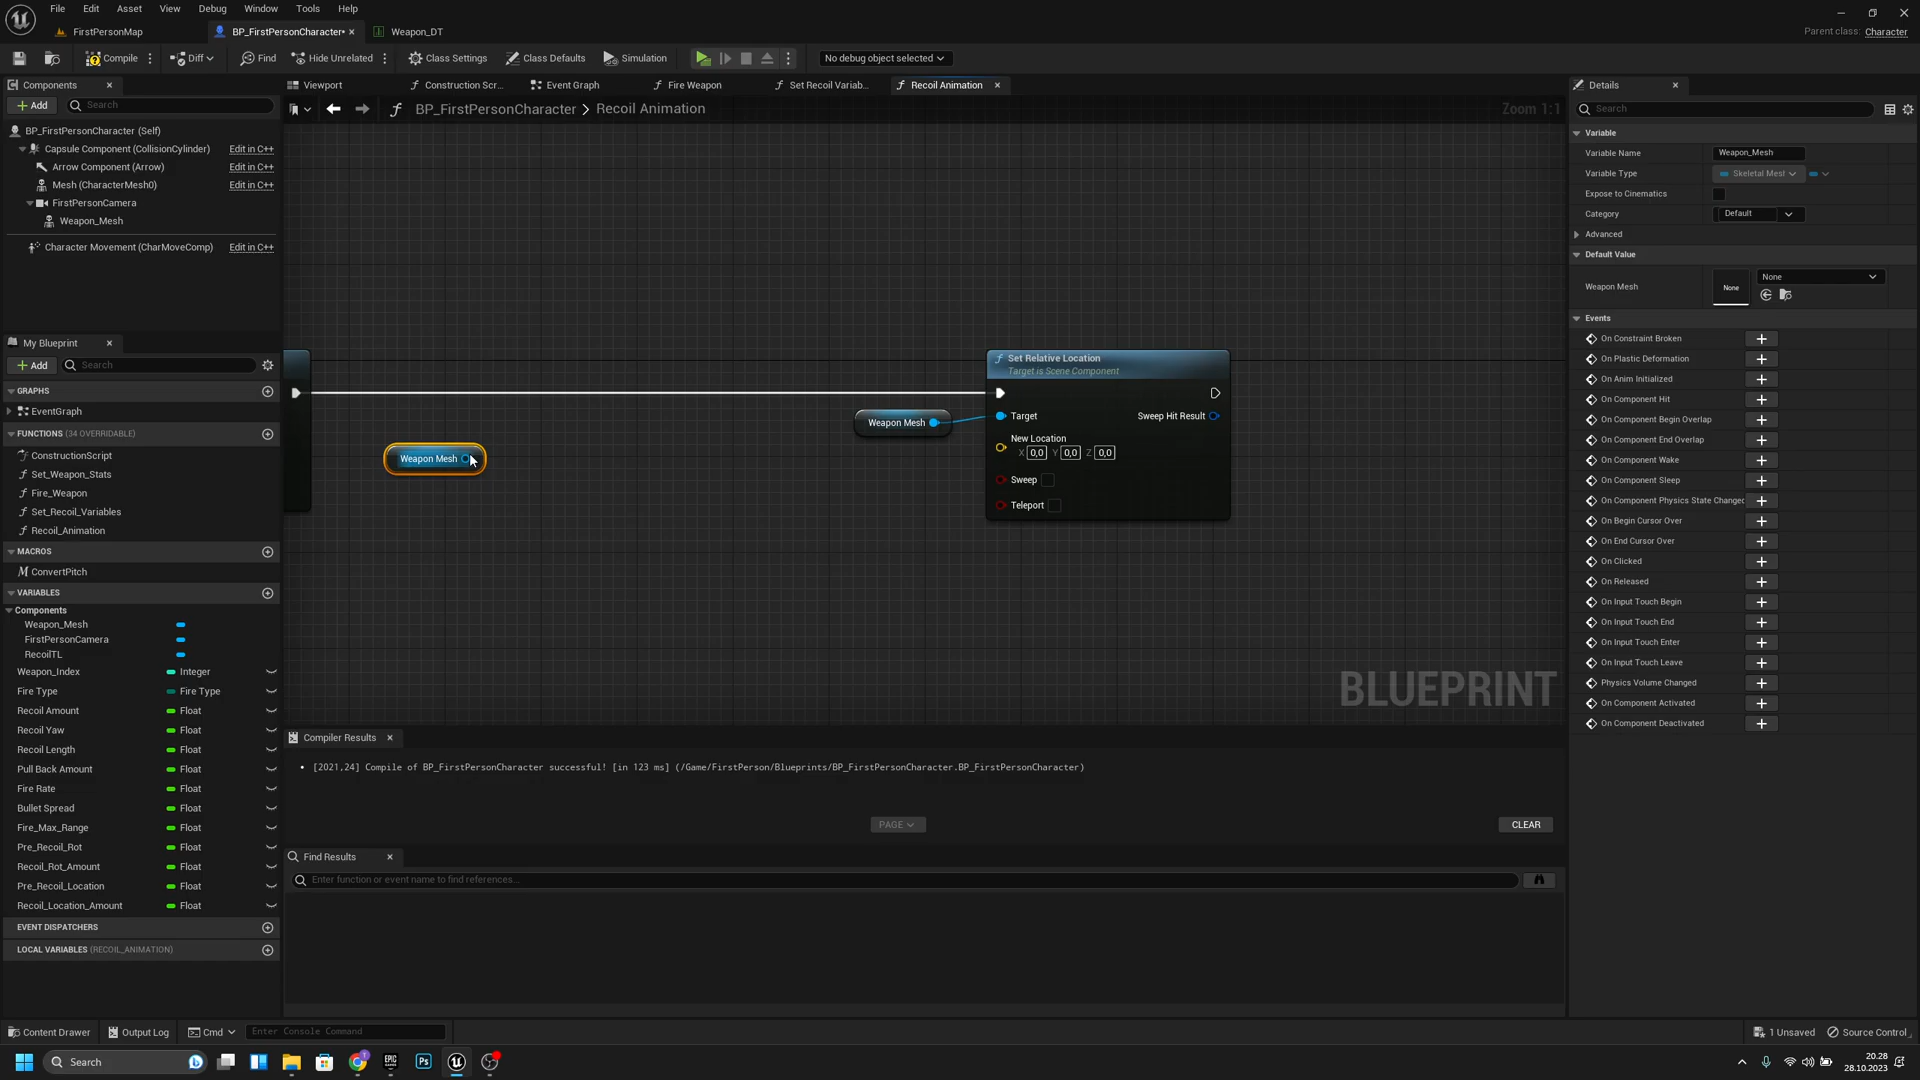 File Edit Asset View Debug Window Tools Help
FirstPersonMap
BP_FirstPersonCharacter•
Weapon_DT
Parent class: Character
Compile
Diff
Find
Hide Unrelated
Class Settings
Class Defaults
Simulation
No debug object selected
Components
Add
Search
BP_FirstPersonCharacter (Self)
Capsule Component (CollisionCylinder) Edit in C++
Arrow Component (Arrow) Edit in C++
Mesh (CharacterMesh0) Edit in C++
FirstPersonCamera
Weapon_Mesh
Character Movement (CharMoveComp) Edit in C++
My Blueprint
Add
Search
GRAPHS
EventGraph
FUNCTIONS (34 OVERRIDABLE)
ConstructionScript
Set_Weapon_Stats
Fire_Weapon
Set_Recoil_Variables
Recoil_Animation
MACROS
ConvertPitch
VARIABLES
Components
Weapon_Mesh
FirstPersonCamera
RecoilTL
Weapon_Index Integer
Fire Type Fire Type
Recoil Amount Float
Recoil Yaw Float
Recoil Length Float
Pull Back Amount Float
Fire Rate Float
Bullet Spread Float
Fire_Max_Range Float
Pre_Recoil_Rot Float
Recoil_Rot_Amount Float
Pre_Recoil_Location Float
Recoil_Location_Amount Float
EVENT DISPATCHERS
LOCAL VARIABLES (RECOIL_ANIMATION)
Viewport
Construction Scr...
Event Graph
Fire Weapon
Set Recoil Variab...
Recoil Animation
BP_FirstPersonCharacter > Recoil Animation
Zoom 1:1
Weapon Mesh
Weapon Mesh
Set Relative Location
Target is Scene Component
Target
Sweep Hit Result
New Location
X 0,0 Y 0,0 Z 0,0
Sweep
Teleport
BLUEPRINT
Compiler Results
• [2021,24] Compile of BP_FirstPersonCharacter successful! [in 123 ms] (/Game/FirstPerson/Blueprints/BP_FirstPersonCharacter.BP_FirstPersonCharacter)
PAGE
CLEAR
Find Results
Enter function or event name to find references...
Details
Search
Variable
Variable Name Weapon_Mesh
Variable Type Skeletal Mest
Expose to Cinematics
Category Default
Advanced
Default Value
Weapon Mesh None None
Events
On Constraint Broken
On Plastic Deformation
On Anim Initialized
On Component Hit
On Component Begin Overlap
On Component End Overlap
On Component Wake
On Component Sleep
On Component Physics State Changed
On Begin Cursor Over
On End Cursor Over
On Clicked
On Released
On Input Touch Begin
On Input Touch End
On Input Touch Enter
On Input Touch Leave
Physics Volume Changed
On Component Activated
On Component Deactivated
Content Drawer
Output Log
Cmd
Enter Console Command
1 Unsaved
Source Control
Search
EPIC
Ps
20.28
28.10.2023